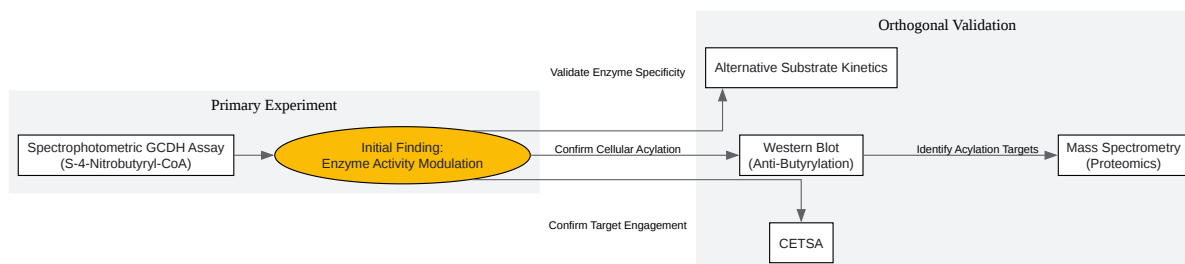 Orthogonal Validation
Alternative Substrate Kinetics
Validate Enzyme Specificity
Primary Experiment
Spectrophotometric GCDH Assay
(S-4-Nitrobutyryl-CoA)
Initial Finding:
Enzyme Activity Modulation
Confirm Cellular Acylation
Western Blot
(Anti-Butyrylation)
Identify Acylation Targets
Mass Spectrometry
(Proteomics)
Confirm Target Engagement
CETSA